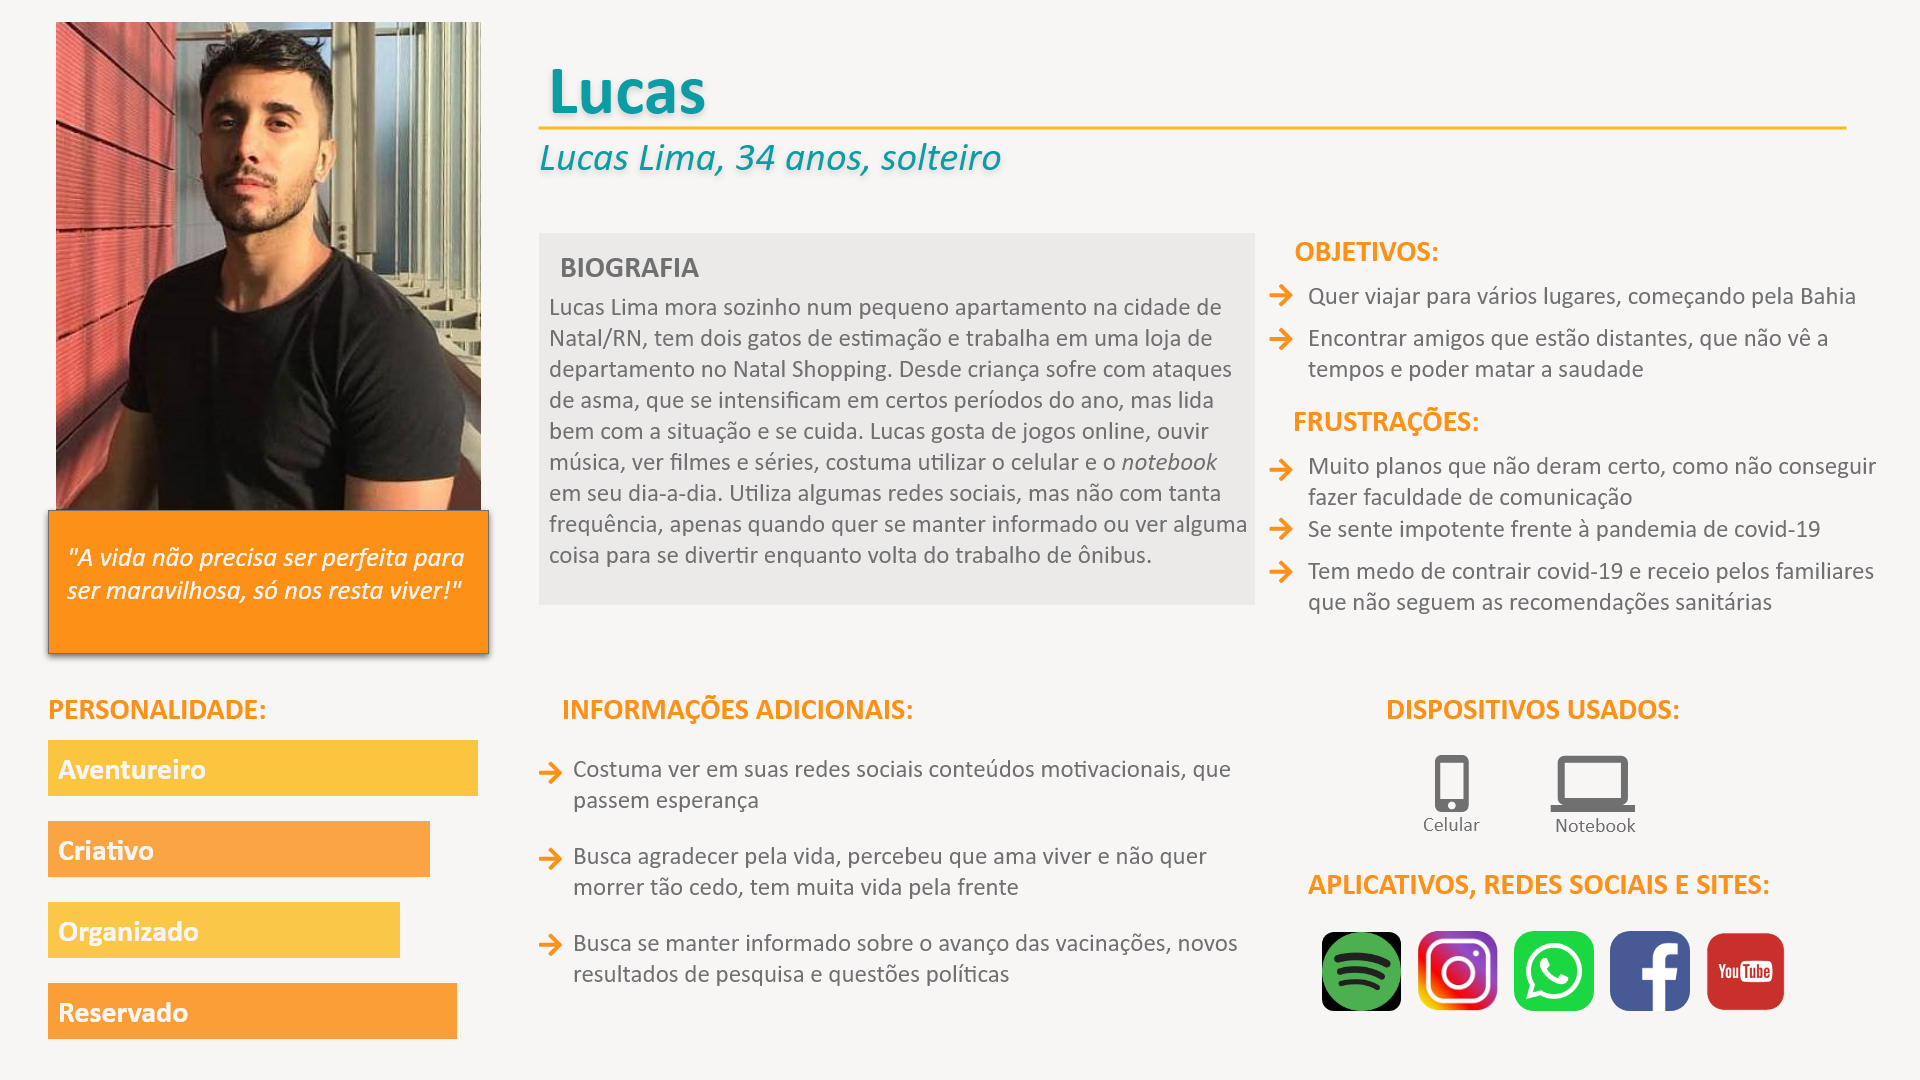 Lucas
Lucas Lima, 34 anos, solteiro
"A vida não precisa ser perfeita para
ser maravilhosa, só nos resta viver!"
BIOGRAFIA
Lucas Lima mora sozinho num pequeno apartamento na cidade de
Natal/RN, tem dois gatos de estimação e trabalha em uma loja de
departamento no Natal Shopping. Desde criança sofre com ataques
de asma, que se intensificam em certos períodos do ano, mas lida
bem com a situação e se cuida. Lucas gosta de jogos online, ouvir
música, ver filmes e séries, costuma utilizar o celular e o notebook
em seu dia-a-dia. Utiliza algumas redes sociais, mas não com tanta
frequência, apenas quando quer se manter informado ou ver alguma
coisa para se divertir enquanto volta do trabalho de ônibus.
OBJETIVOS:
Quer viajar para vários lugares, começando pela Bahia
Encontrar amigos que estão distantes, que não vê a
tempos e poder matar a saudade
FRUSTRAÇÕES:
Muito planos que não deram certo, como não conseguir
fazer faculdade de comunicação
Se sente impotente frente à pandemia de covid-19
Tem medo de contrair covid-19 e receio pelos familiares
que não seguem as recomendações sanitárias
PERSONALIDADE:
Aventureiro
Criativo
Organizado
Reservado
INFORMAÇÕES ADICIONAIS:
Costuma ver em suas redes sociais conteúdos motivacionais, que
passem esperança
Busca agradecer pela vida, percebeu que ama viver e não quer
morrer tão cedo, tem muita vida pela frente
Busca se manter informado sobre o avanço das vacinações, novos
resultados de pesquisa e questões políticas
DISPOSITIVOS USADOS:
Celular
Notebook
APLICATIVOS, REDES SOCIAIS E SITES:
YouTube